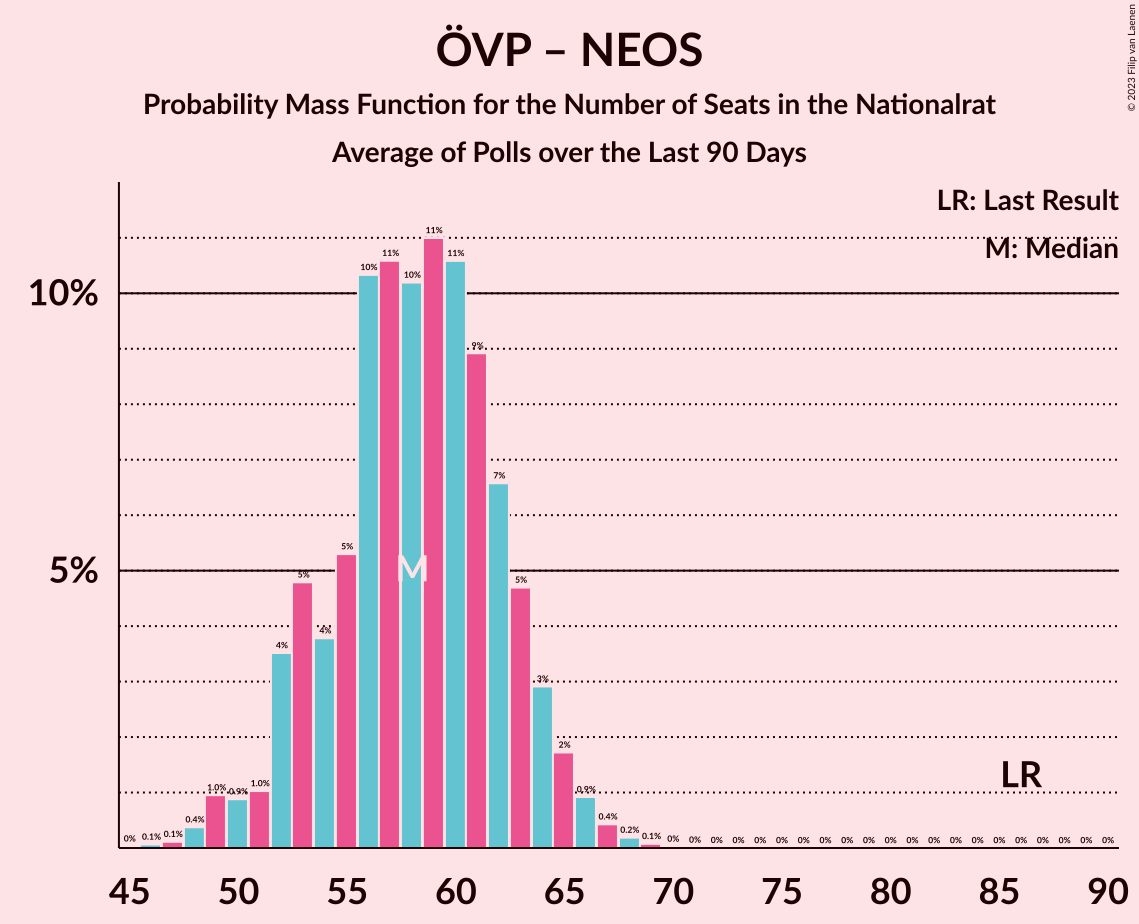 ÖVP – NEOS
Probability Mass Function for the Number of Seats in the Nationalrat
Average of Polls over the Last 90 Days
© 2023 Filip van Laenen
LR: Last Result
M: Median
10%
5%
0% 0.1% 0.1% 0.4% 1.0% 0.9% 1.0% 4% 5% 4% 5% 10% 11% 10% 11% 11% 9% 7% 5% 3% 2% 0.9% 0.4% 0.2% 0.1% 0% 0% 0% 0% 0% 0% 0% 0% 0% 0% 0% 0% 0% 0% 0% 0% 0% 0% 0% 0% 0%
M
LR
45 50 55 60 65 70 75 80 85 90